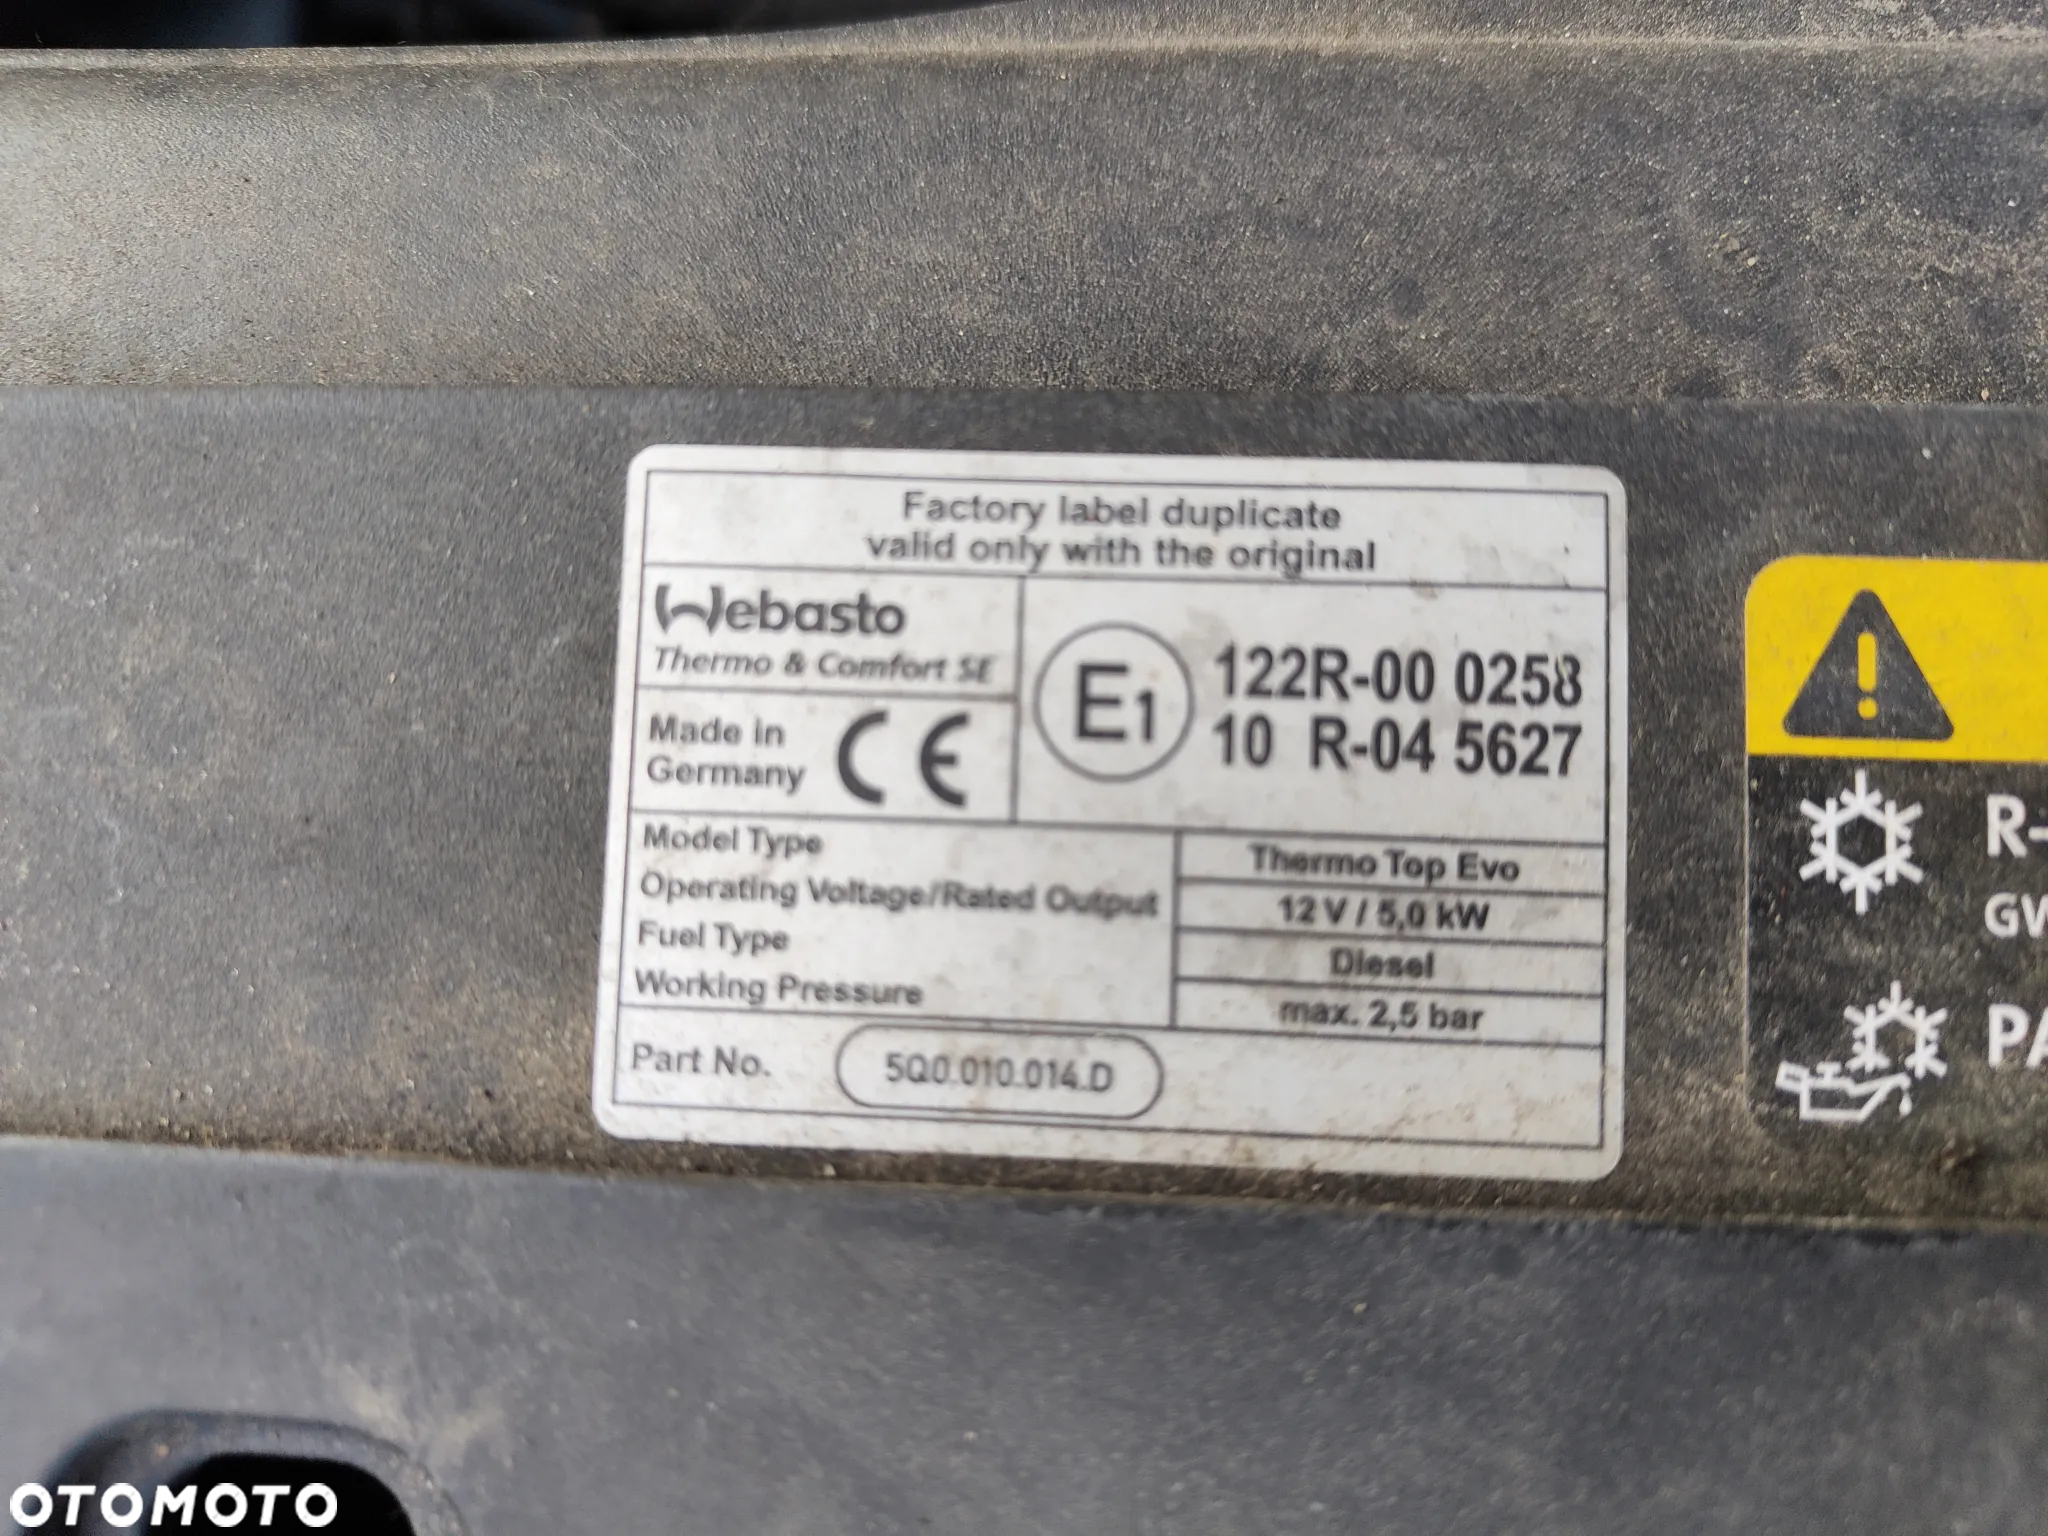 Factory label duplicate
valid only with the original
Webasto
Thermo & Comfort SE
Made in
Germany
CE
E1
122R-00 0258
10 R-04 5627
Model Type
Thermo Top Evo
Operating Voltage/Rated Output
12 V / 5,0 kW
Fuel Type
Diesel
Working Pressure
max. 2,5 bar
Part No.
5Q0.010.014.D
R-
GW
PA
OTOMOTO